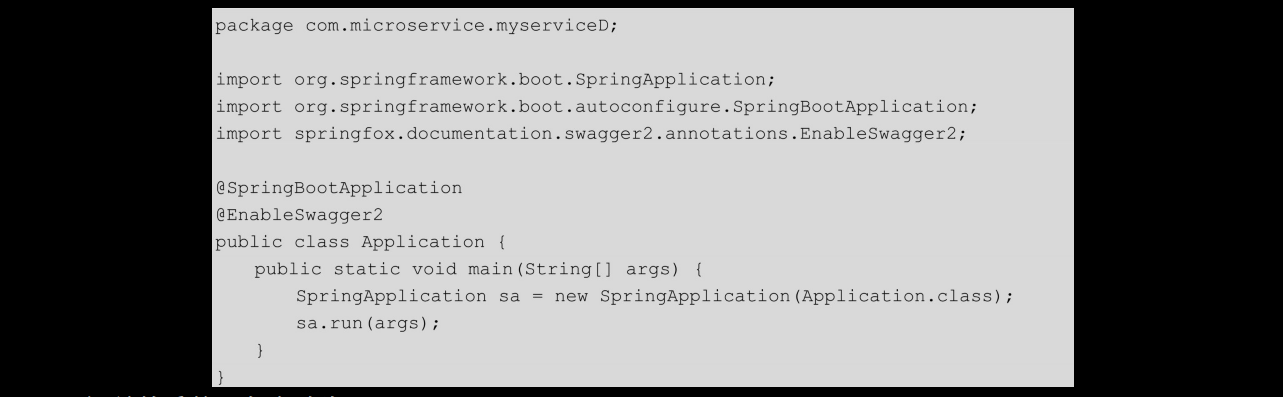 package com.microservice.myserviceD;
import org.springframework.boot.SpringApplication;
import org.springframework.boot.autoconfigure.SpringBootApplication;
import springfox.documentation.swagger2.annotations.EnableSwagger2;
@SpringBootApplication
@EnableSwagger2
public class Application {
    public static void main(String[] args) {
        SpringApplication sa = new SpringApplication(Application.class);
        sa.run(args);
    }
}